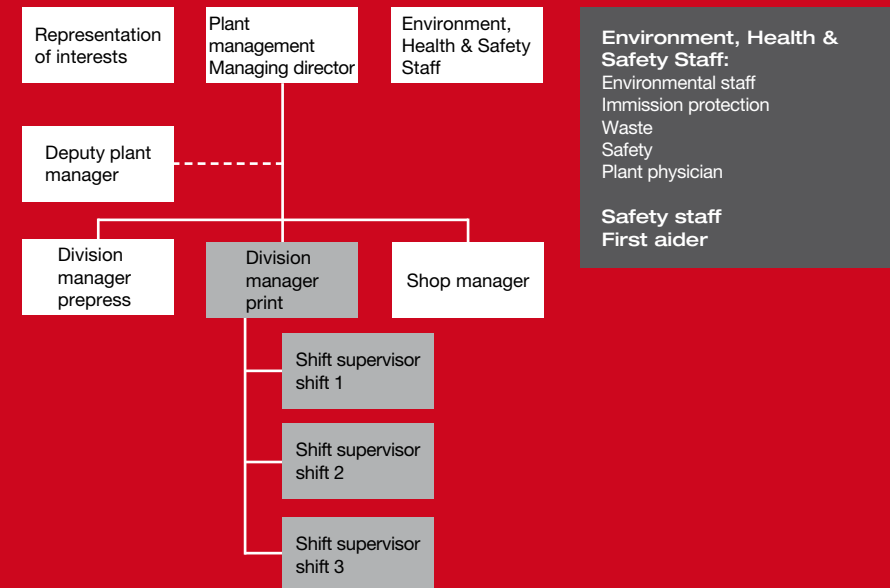 Representation
of interests
Plant
management
Managing director
Environment,
Health & Safety
Staff
Deputy plant
manager
Division
manager
prepress
Division
manager
print
Shop manager
Shift supervisor
shift 1
Shift supervisor
shift 2
Shift supervisor
shift 3
Environment, Health &
Safety Staff:
Environmental staff
Immission protection
Waste
Safety
Plant physician
Safety staff
First aider